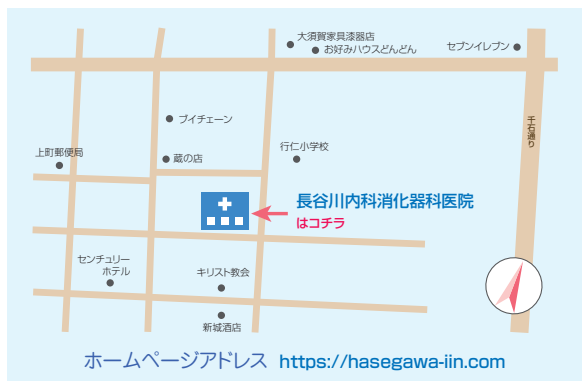 大須賀家具漆器店
お好みハウスどんどん
セブンイレブン
ブイチェーン
千石通り
上町郵便局
蔵の店
行仁小学校
長谷川内科消化器科医院
はコチラ
センチュリー
ホテル
キリスト教会
新城酒店
ホームページアドレス https://hasegawa-iin.com